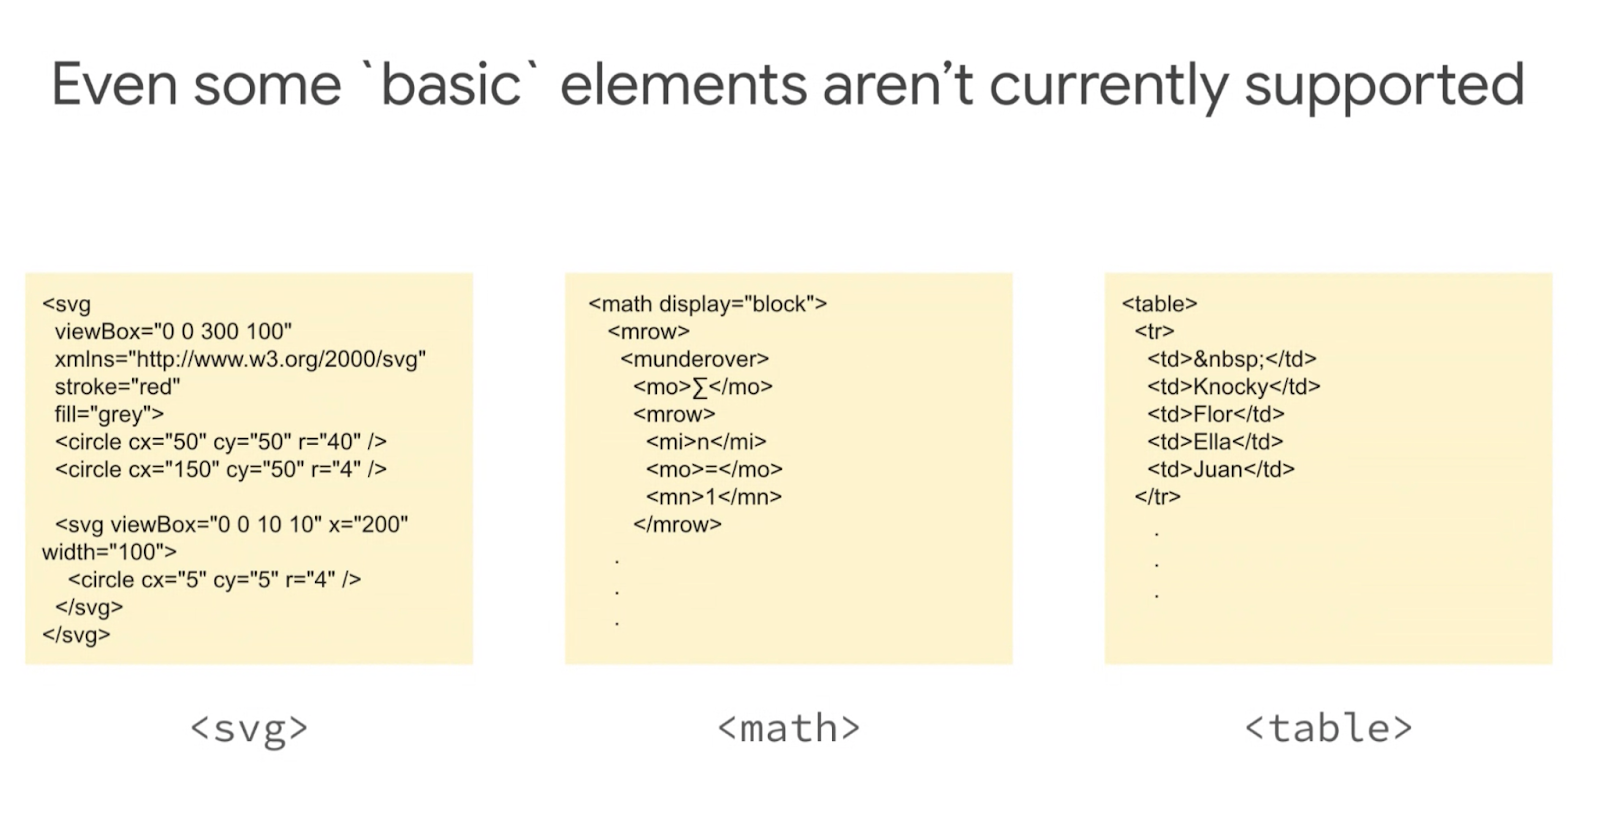 Even some `basic` elements aren’t currently supported
<svg
viewBox="0 0 300 100"
xmlns="http://www.w3.org/2000/svg"
stroke="red"
fill="grey">
<circle cx="50" cy="50" r="40" />
<circle cx="150" cy="50" r="4" />
<svg viewBox="0 0 10 10" x="200"
width="100">
<circle cx="5" cy="5" r="4" />
</svg>
</svg>
<svg>
<math display="block">
<mrow>
<munderover>
<mo>∑</mo>
<mrow>
<mi>n</mi>
<mo>=</mo>
<mn>1</mn>
</mrow>
.
.
.
<math>
<table>
<tr>
<td>&nbsp;</td>
<td>Knocky</td>
<td>Flor</td>
<td>Ella</td>
<td>Juan</td>
</tr>
.
.
.
<table>